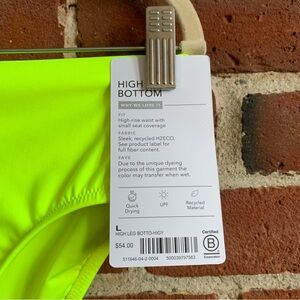 HIGH
BOTTOM
WHY WE LOVE IT
FIT
High-rise waist with
small seat coverage
FABRIC
Sleek, recycled H2ECO.
See product label for
full fiber content.
FAVE
Due to the unique dyeing
process of this garment the
color may transfer when wet.
Quick
Drying
UPF
Recycled
Material
L
HIGH LEG BOTTO-HIGY
$54.00
Certified
B
Corporation
511646-04-2-0004
500039797563